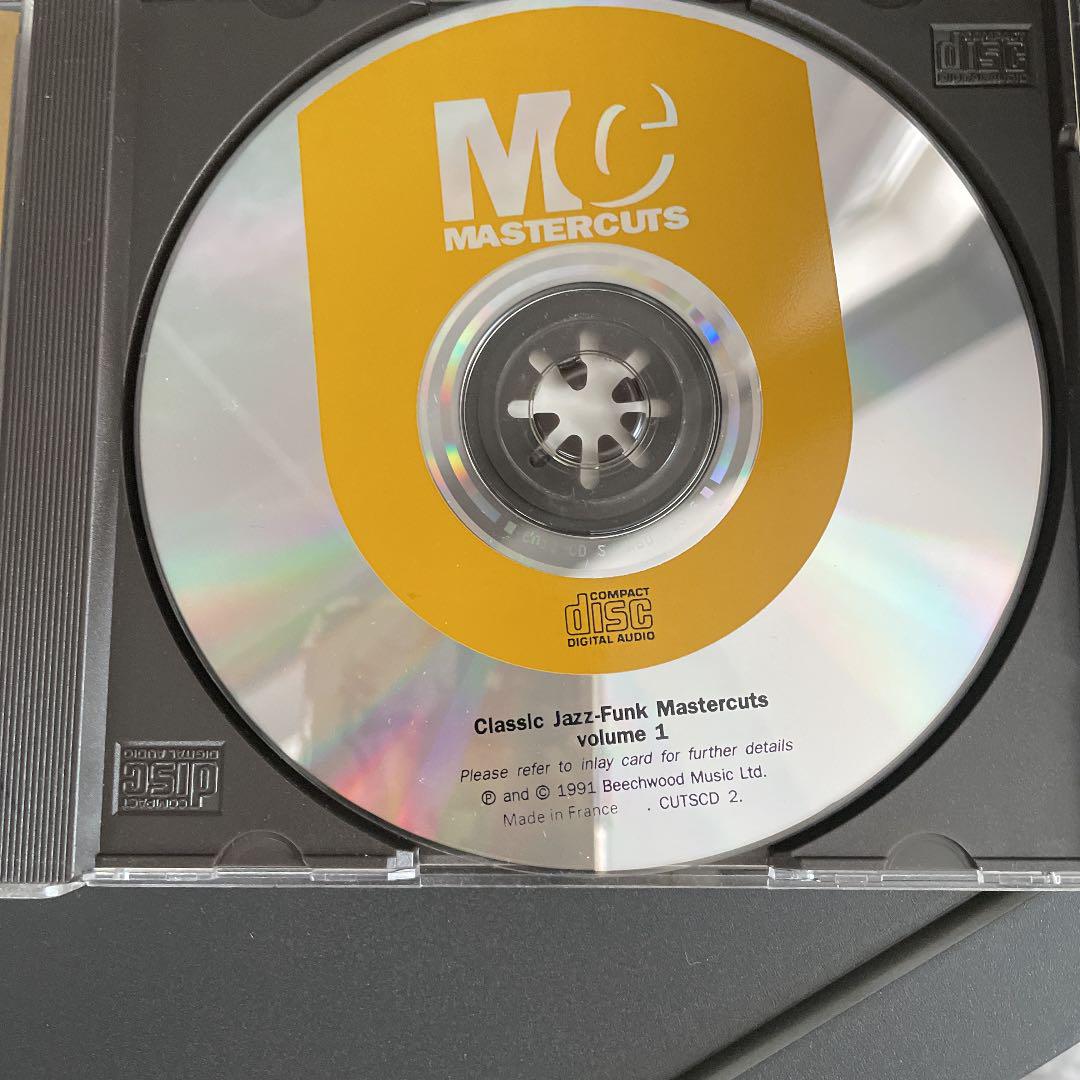 COMPACT
disc
DIGITAL AUDIO
MC
MASTERCUTS
COMPACT
disc
DIGITAL AUDIO
Classic Jazz-Funk Mastercuts
volume 1
Please refer to inlay card for further details
℗ and © 1991 Beechwood Music Ltd.
Made in France · CUTSCD 2.
COMPACT
disc
DIGITAL AUDIO